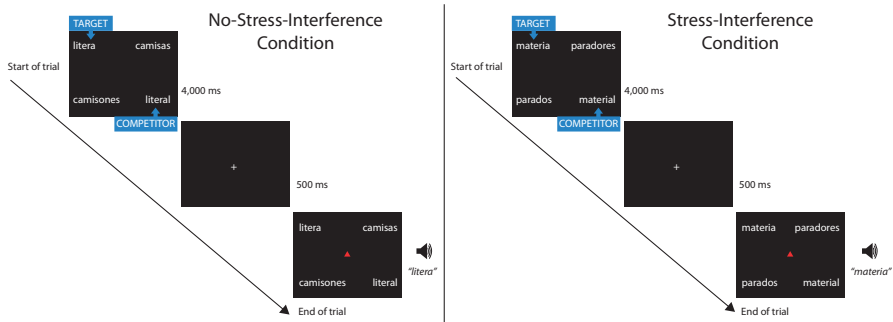 No-Stress-Interference
Condition
TARGET
litera camisas
Start of trial
camisones literal
4,000 ms
COMPETITOR
+
500 ms
litera camisas
camisones literal
"litera"
End of trial
Stress-Interference
Condition
TARGET
materia paradores
Start of trial
parados material
4,000 ms
COMPETITOR
+
500 ms
materia paradores
parados material
"materia"
End of trial